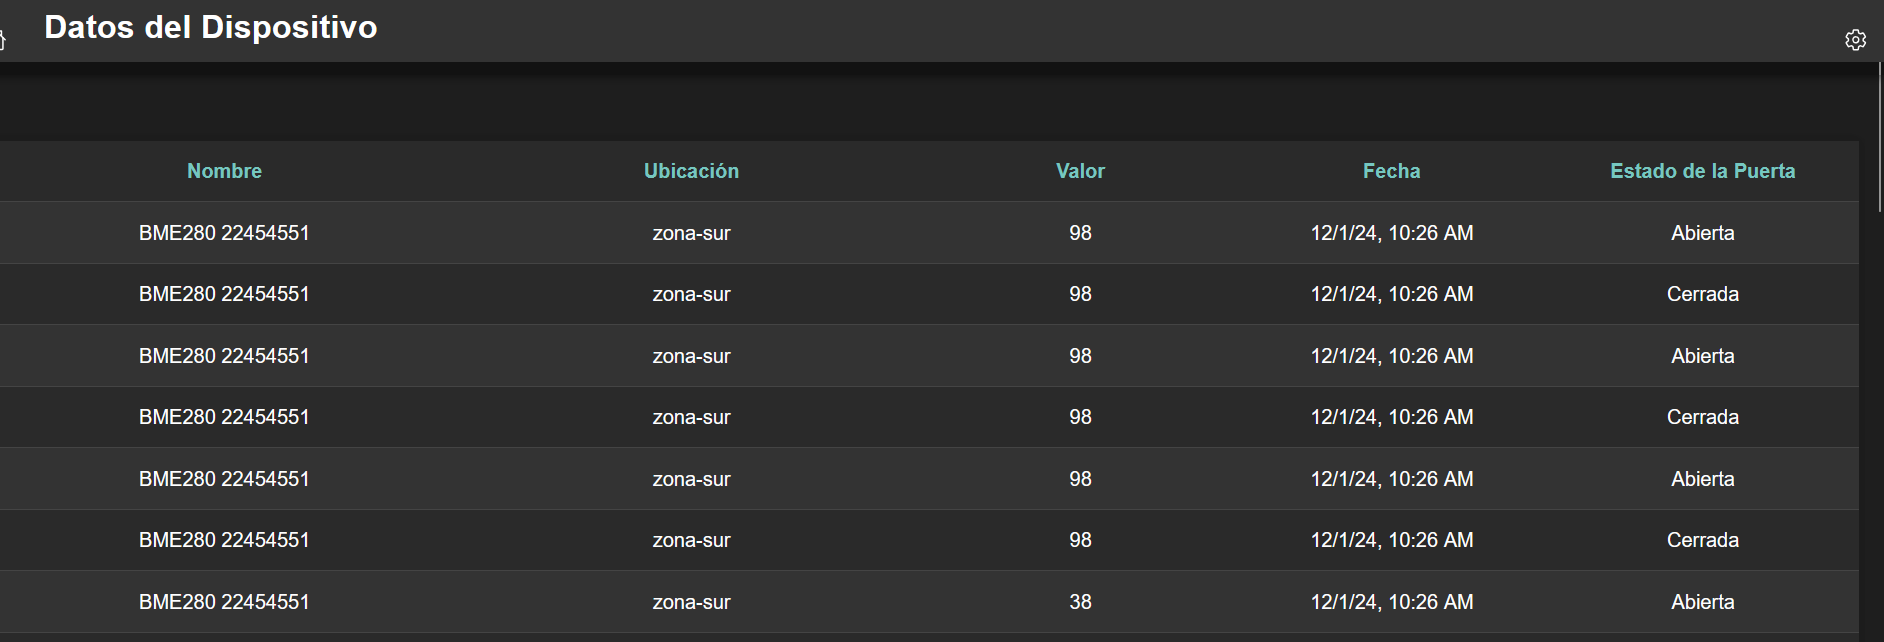 Datos del Dispositivo
Nombre Ubicación Valor Fecha Estado de la Puerta
BME280 22454551 zona-sur 98 12/1/24, 10:26 AM Abierta
BME280 22454551 zona-sur 98 12/1/24, 10:26 AM Cerrada
BME280 22454551 zona-sur 98 12/1/24, 10:26 AM Abierta
BME280 22454551 zona-sur 98 12/1/24, 10:26 AM Cerrada
BME280 22454551 zona-sur 98 12/1/24, 10:26 AM Abierta
BME280 22454551 zona-sur 98 12/1/24, 10:26 AM Cerrada
BME280 22454551 zona-sur 38 12/1/24, 10:26 AM Abierta